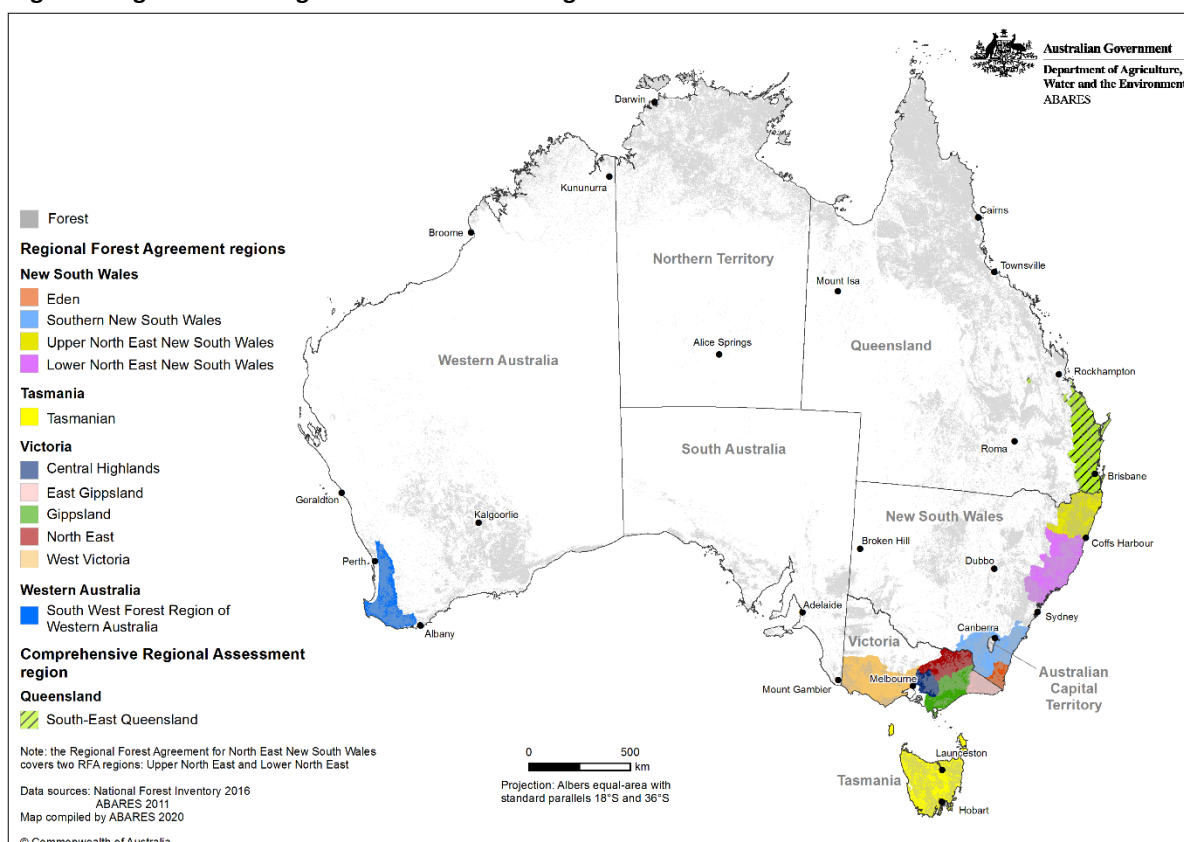 Australian Government
Department of Agriculture,
Water and the Environment
ABARES
Darwin
Kununurra
Broome
Cairns
Townsville
Northern Territory
Mount Isa
Alice Springs
Western Australia
Queensland
Rockhampton
South Australia
Roma
Brisbane
Geraldton
Kalgoorlie
New South Wales
Broken Hill
Coffs Harbour
Perth
Dubbo
Adelaide
Sydney
Albany
Canberra
Victoria
Mount Gambier
Melbourne
Australian
Capital
Territory
Launceston
Tasmania
Hobart
Forest
Regional Forest Agreement regions
New South Wales
Eden
Southern New South Wales
Upper North East New South Wales
Lower North East New South Wales
Tasmania
Tasmanian
Victoria
Central Highlands
East Gippsland
Gippsland
North East
West Victoria
Western Australia
South West Forest Region of
Western Australia
Comprehensive Regional Assessment
region
Queensland
South-East Queensland
Note: the Regional Forest Agreement for North East New South Wales
covers two RFA regions: Upper North East and Lower North East
Data sources: National Forest Inventory 2016
ABARES 2011
Map compiled by ABARES 2020
© Commonwealth of Australia
0 500
km
Projection: Albers equal-area with
standard parallels 18°S and 36°S